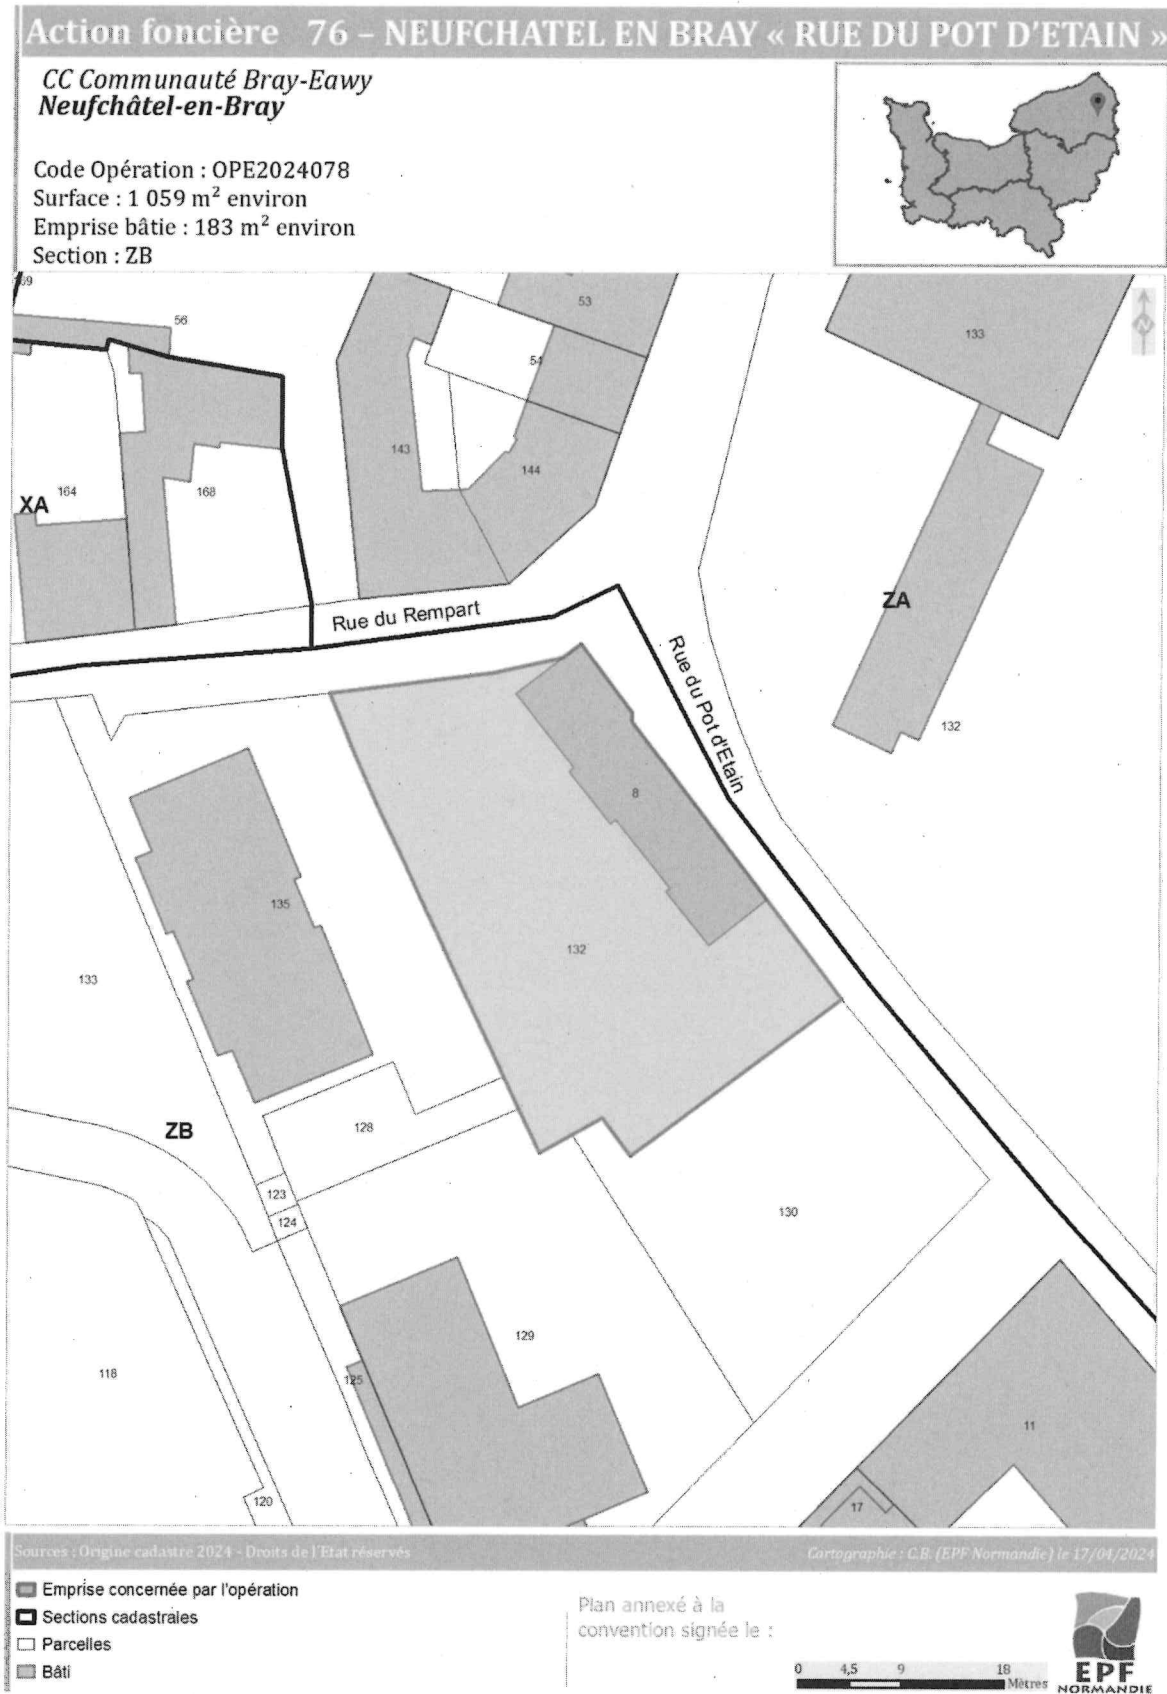 Action foncière 76 – NEUFCHATEL EN BRAY « RUE DU POT D'ETAIN »
CC Communauté Bray-Eawy
Neufchâtel-en-Bray
Code Opération : OPE2024078
Surface : 1 059 m² environ
Emprise bâtie : 183 m² environ
Section : ZB
56
53
54
133
143
144
164
168
XA
ZA
Rue du Rempart
Rue du Pot d'Etain
132
8
135
132
133
ZB
128
123
124
130
129
118
125
11
120
17
Sources : Origine cadastre 2024 - Droits de l'Etat réservés
Cartographie : C.B. (EPF Normandie) le 17/04/2024
Emprise concernée par l'opération
Sections cadastrales
Parcelles
Bâti
Plan annexé à la
convention signée le :
0 4,5 9 18
Mètres
EPF
NORMANDIE